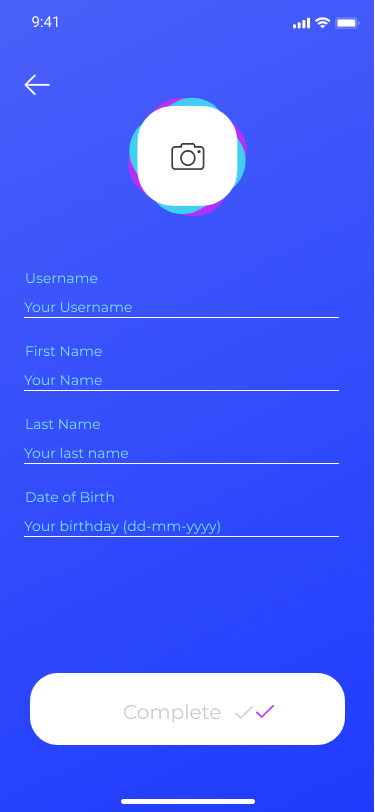 9:41
Username
Your Username
First Name
Your Name
Last Name
Your last name
Date of Birth
Your birthday (dd-mm-yyyy)
Complete